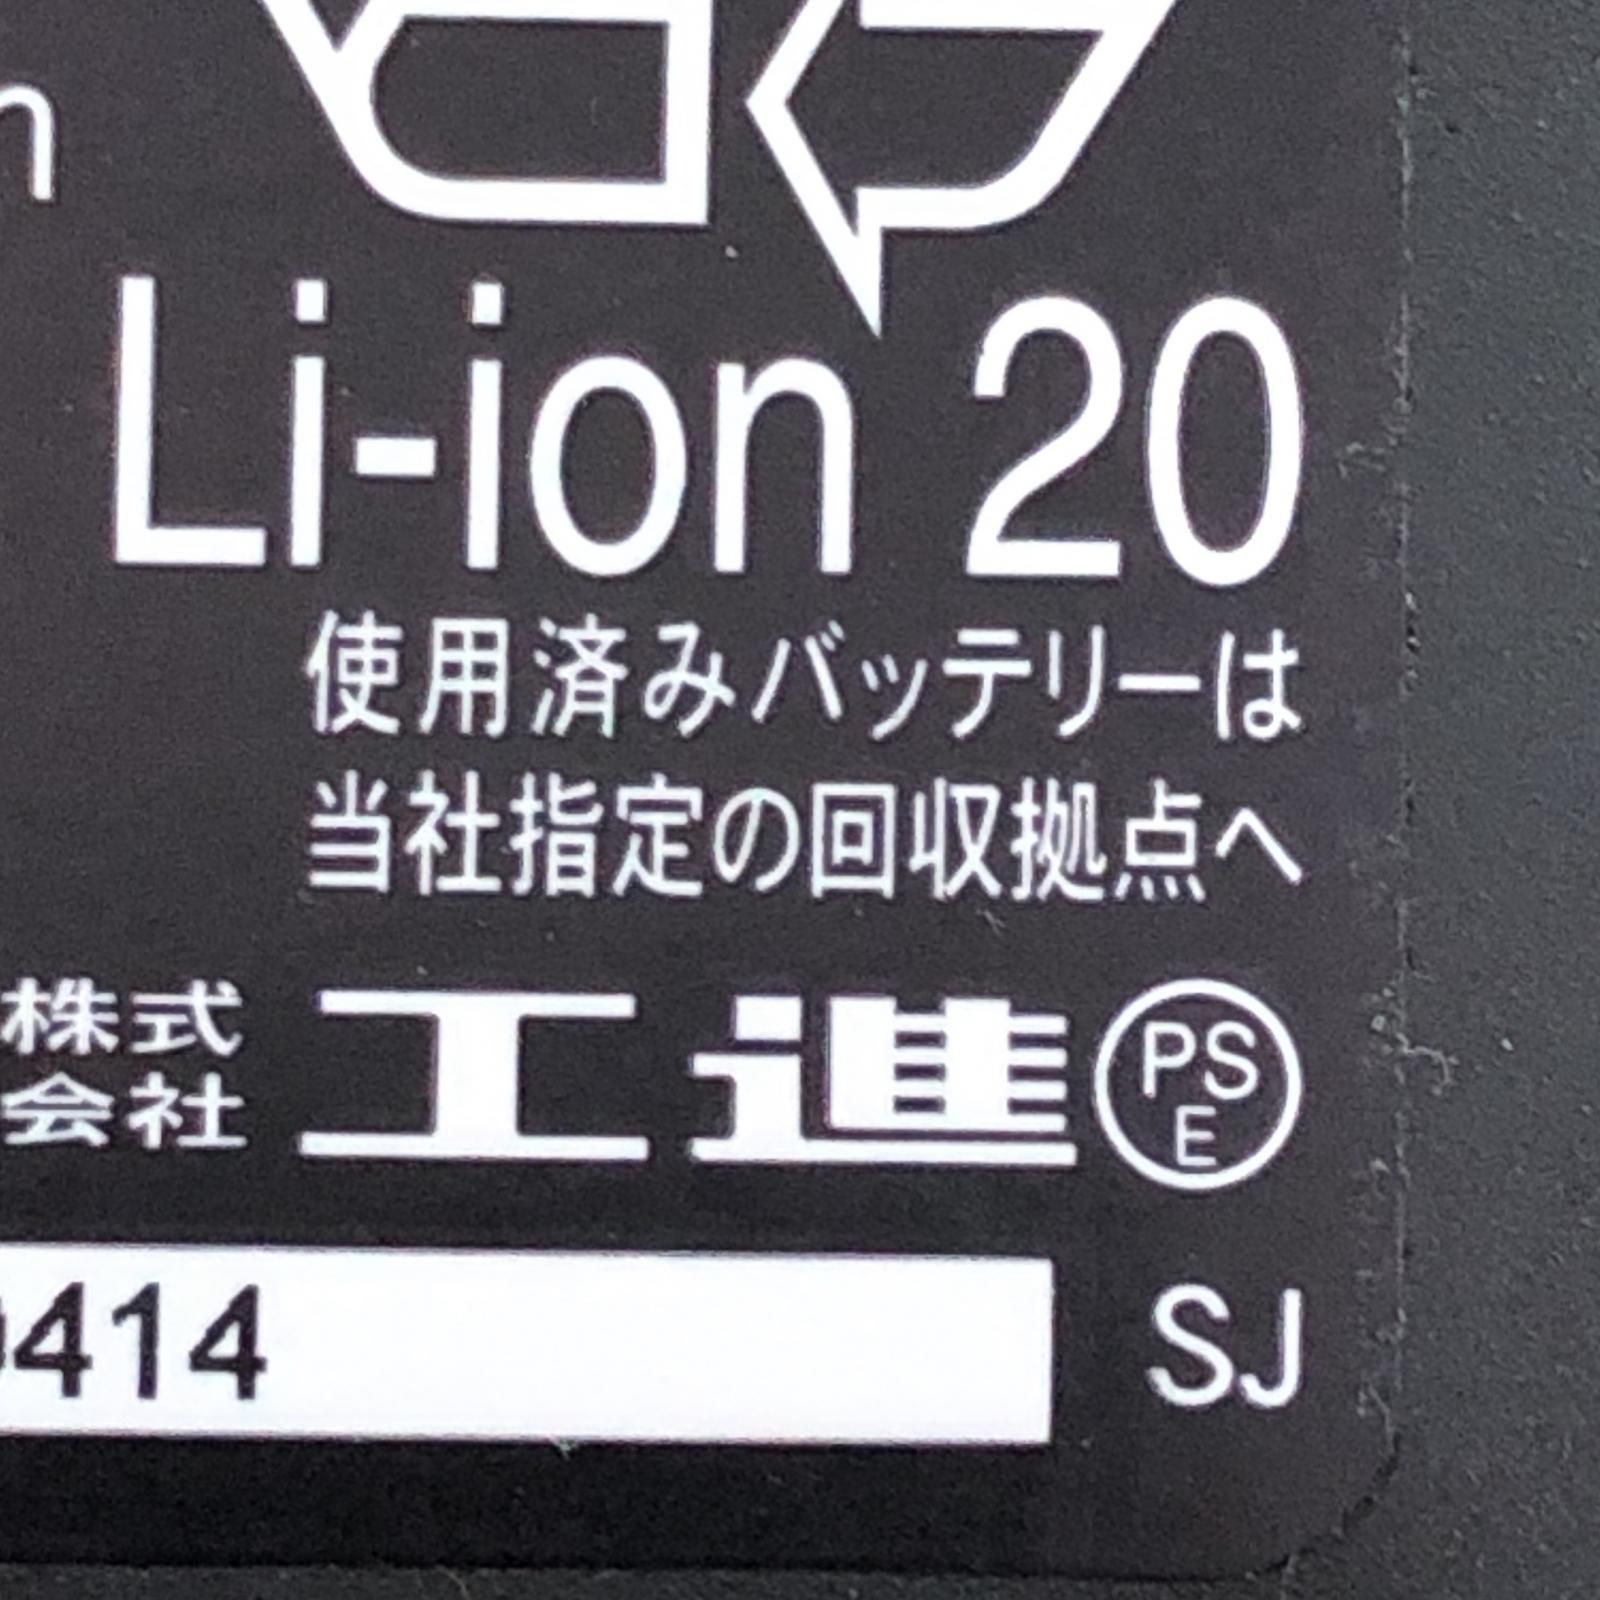 Li-ion 20
使用済みバッテリーは
当社指定の回収拠点へ
株式
会社 工進 PS
E
414 SJ